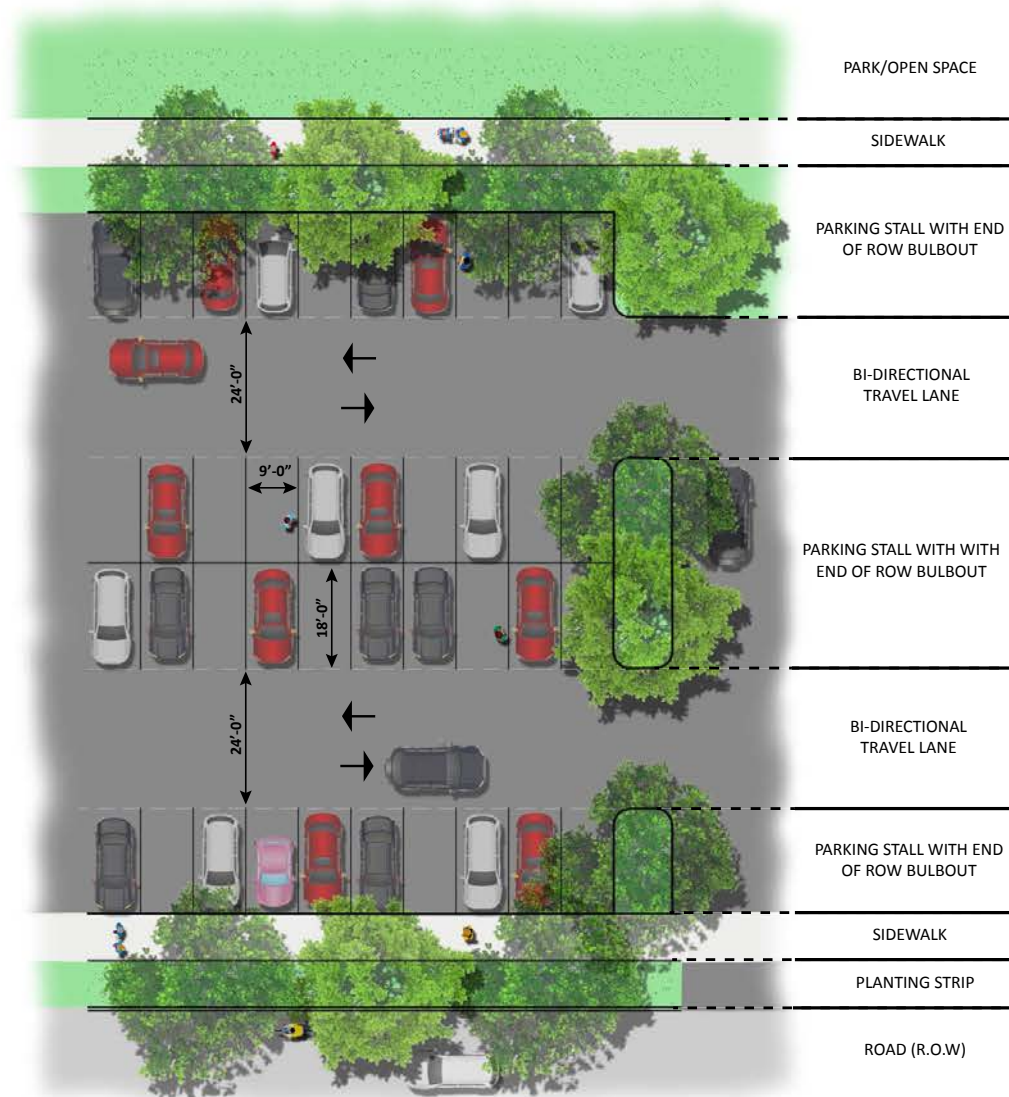 PARK/OPEN SPACE
SIDEWALK
PARKING STALL WITH END
OF ROW BULBOUT
24’-0”
BI-DIRECTIONAL
TRAVEL LANE
9’-0”
18’-0”
PARKING STALL WITH WITH
END OF ROW BULBOUT
24’-0”
BI-DIRECTIONAL
TRAVEL LANE
PARKING STALL WITH END
OF ROW BULBOUT
SIDEWALK
PLANTING STRIP
ROAD (R.O.W)